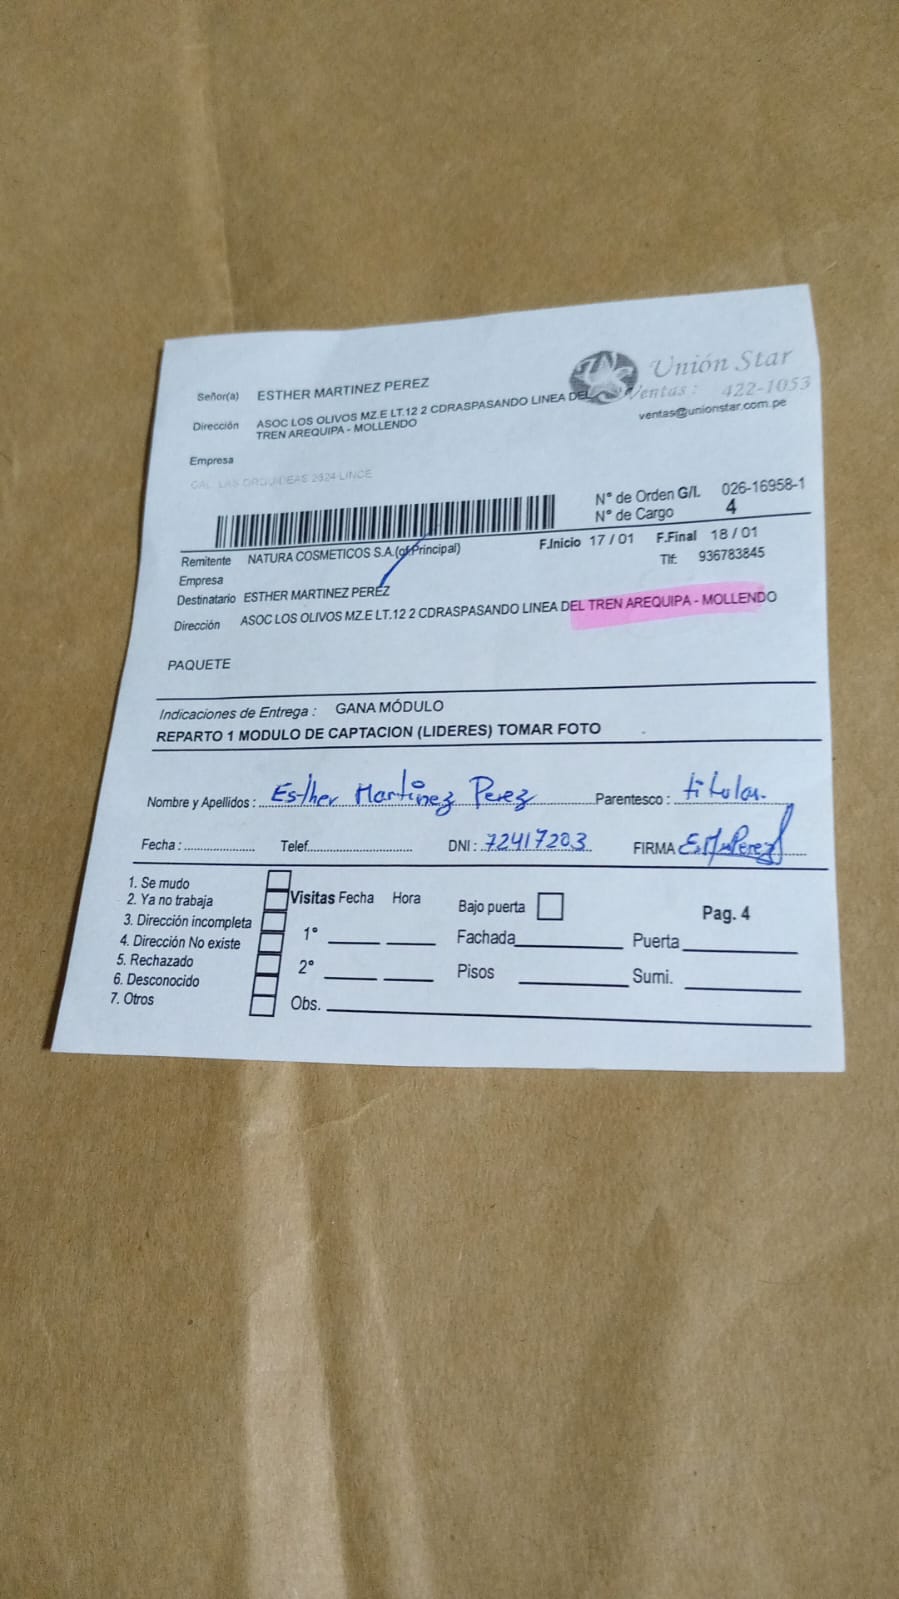 Unión Star
Ventas: 422-1053
ventas@unionstar.com.pe
Señor(a) ESTHER MARTINEZ PEREZ
Dirección ASOC LOS OLIVOS MZ.E LT.12 2 CDRASPASANDO LINEA DEL
TREN AREQUIPA - MOLLENDO
Empresa
CAL. LAS ORQUIDEAS 2624 LINCE
N° de Orden G/I. 026-16958-1
N° de Cargo 4
Remitente NATURA COSMETICOS S.A.(of.Principal) F.Inicio 17 / 01 F.Final 18 / 01
Empresa Tlf: 936783845
Destinatario ESTHER MARTINEZ PEREZ
Dirección ASOC LOS OLIVOS MZ.E LT.12 2 CDRASPASANDO LINEA DEL TREN AREQUIPA - MOLLENDO
PAQUETE
Indicaciones de Entrega : GANA MÓDULO
REPARTO 1 MODULO DE CAPTACION (LIDERES) TOMAR FOTO
Nombre y Apellidos : Esther Martinez Perez Parentesco : titular.
Fecha : Telef. DNI : 72417203 FIRMA
1. Se mudo
2. Ya no trabaja
3. Dirección incompleta
4. Dirección No existe
5. Rechazado
6. Desconocido
7. Otros
Visitas Fecha Hora Bajo puerta Pag. 4
1° Fachada Puerta
2° Pisos Sumi.
Obs.